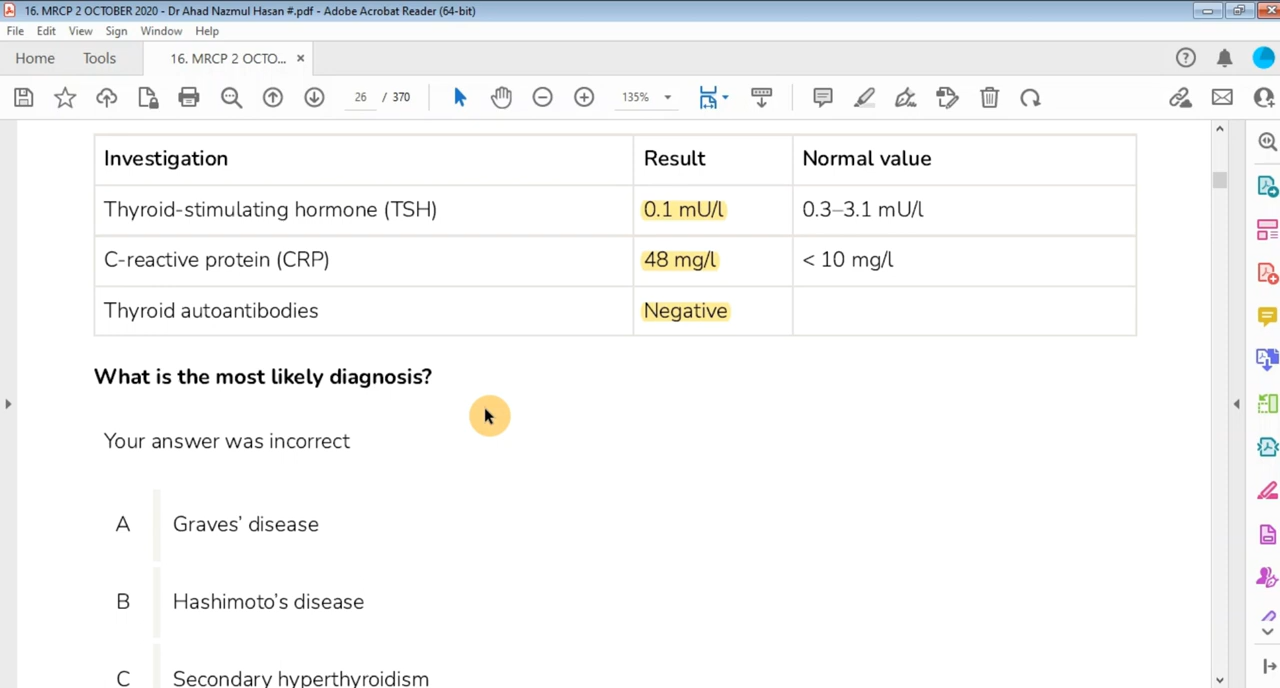 16. MRCP 2 OCTOBER 2020 - Dr Ahad Nazmul Hasan #.pdf - Adobe Acrobat Reader (64-bit)
File Edit View Sign Window Help
Home Tools 16. MRCP 2 OCTO... ×
26 / 370 135%
Investigation Result Normal value
Thyroid-stimulating hormone (TSH) 0.1 mU/l 0.3–3.1 mU/l
C-reactive protein (CRP) 48 mg/l < 10 mg/l
Thyroid autoantibodies Negative
What is the most likely diagnosis?
Your answer was incorrect
A Graves’ disease
B Hashimoto’s disease
C Secondary hyperthyroidism